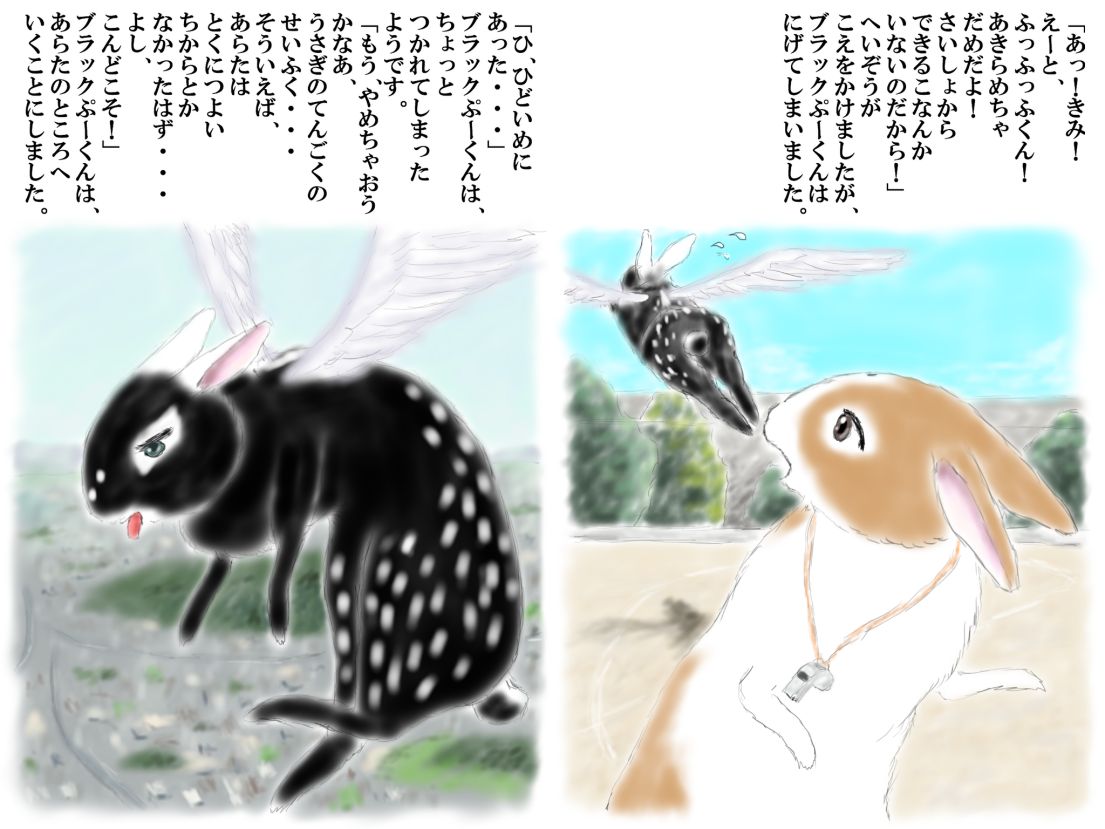 「あっ！きみ！
えーと、
ふっふっふくん！
あきらめちゃ
だめだよ！
さいしょから
できるこなんか
いないのだから！」
へいぞうが
こえをかけましたが、
ブラックぷーくんは
にげてしまいました。
「ひ、ひどいめに
あった・・・」
ブラックぷーくんは、
ちょっと
つかれてしまった
ようです。
「もう、やめちゃおう
かなあ、
うさぎのてんごくの
せいふく・・・
そういえば、
あらたは
とくにつよい
ちからとか
なかったはず・・・
よし、
こんどこそ！」
ブラックぷーくんは、
あらたのところへ
いくことにしました。